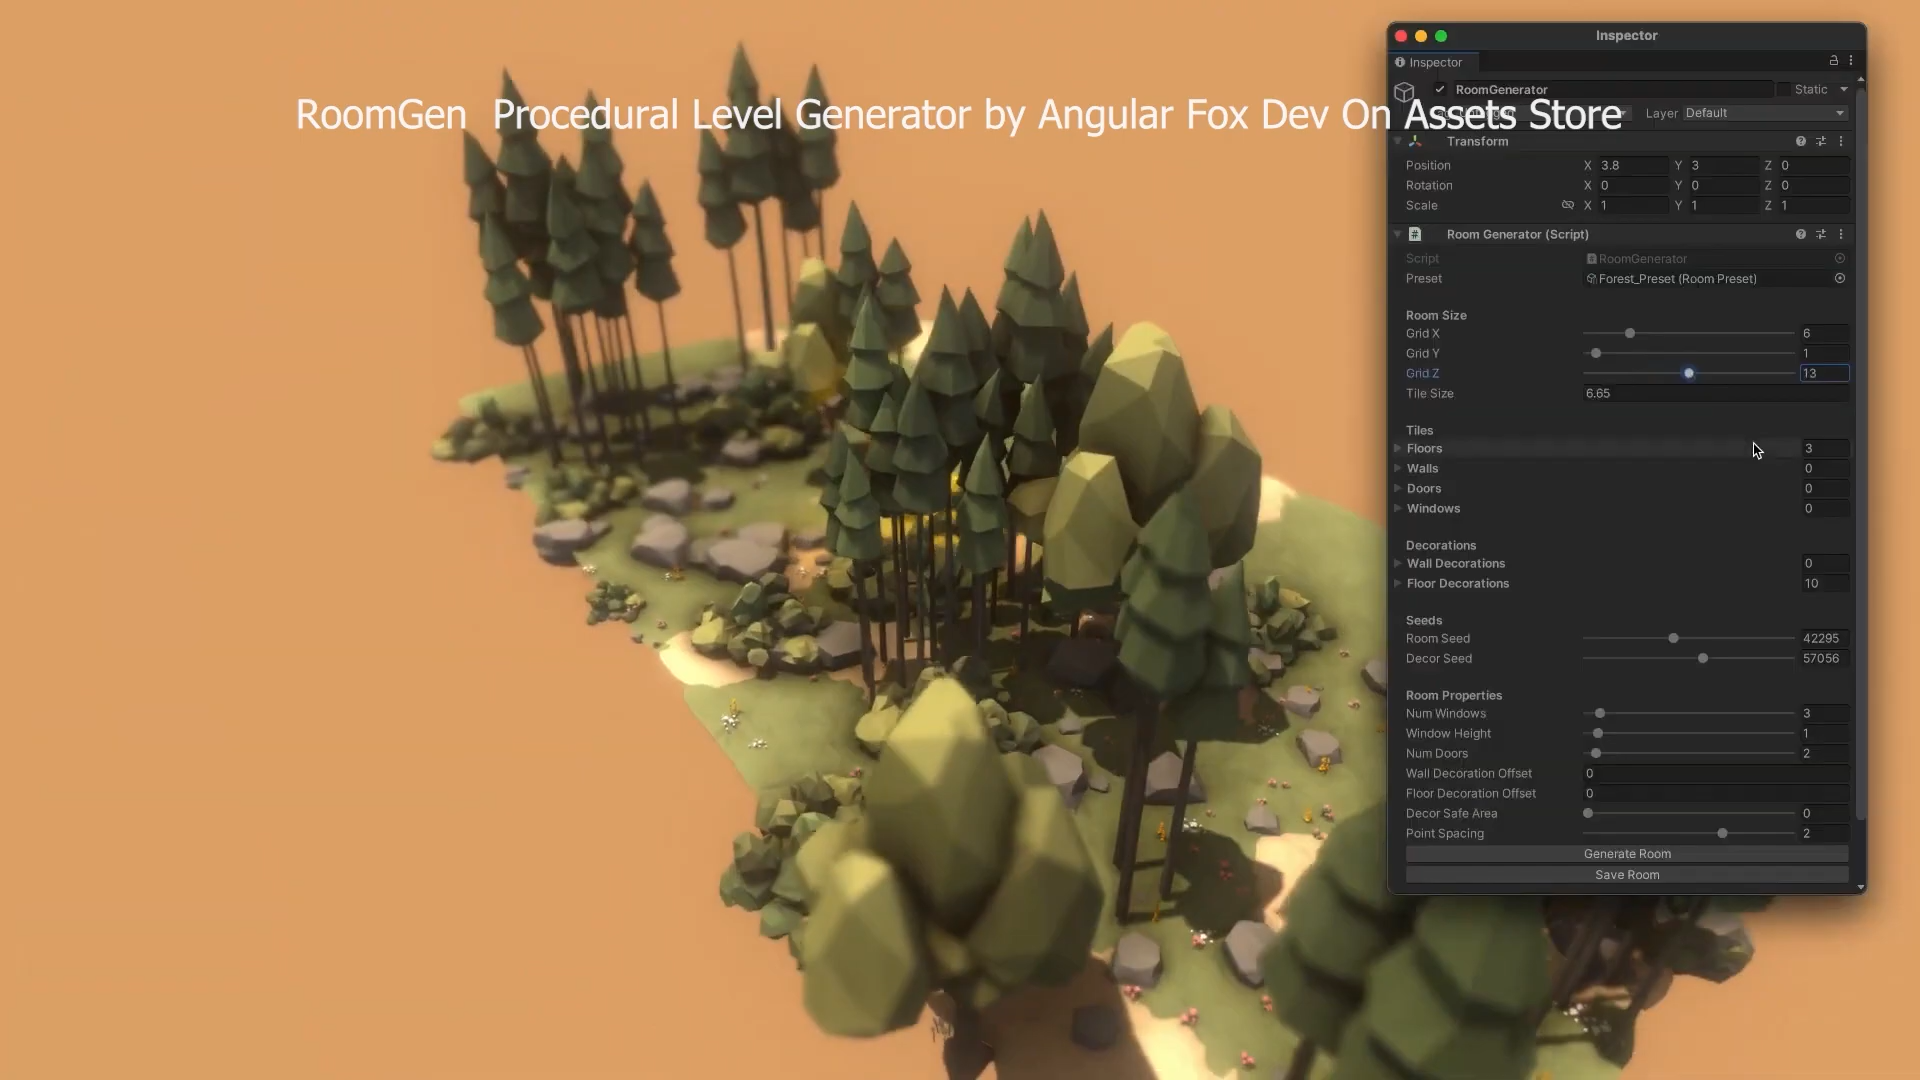 Inspector
Inspector
RoomGenerator
Static
RoomGen  Procedural Level Generator by Angular Fox Dev On Assets Store
Layer Default
Transform
Position X 3.8 Y 3 Z 0
Rotation X 0 Y 0 Z 0
Scale X 1 Y 1 Z 1
# Room Generator (Script)
Script RoomGenerator
Preset Forest_Preset (Room Preset)
Room Size
Grid X 6
Grid Y 1
Grid Z 13
Tile Size 6.65
Tiles
Floors 3
Walls 0
Doors 0
Windows 0
Decorations
Wall Decorations 0
Floor Decorations 10
Seeds
Room Seed 42295
Decor Seed 57056
Room Properties
Num Windows 3
Window Height 1
Num Doors 2
Wall Decoration Offset 0
Floor Decoration Offset 0
Decor Safe Area 0
Point Spacing 2
Generate Room
Save Room